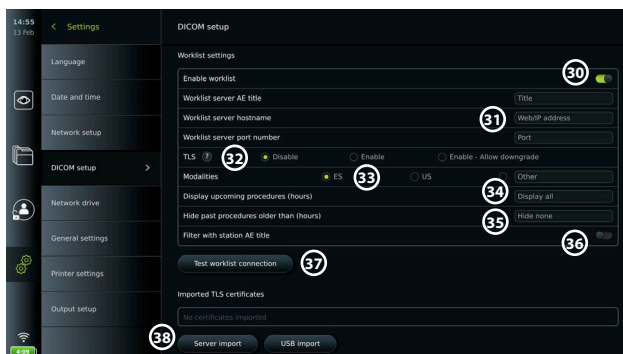 14:55
13 Feb
< Settings
DICOM setup
Language
Date and time
Network setup
DICOM setup >
Network drive
General settings
Printer settings
Output setup
4:09
Worklist settings
Enable worklist 30
Worklist server AE title Title
Worklist server hostname 31 Web/IP address
Worklist server port number Port
TLS ? 32 Disable Enable Enable - Allow downgrade
Modalities ES 33 US Other
Display upcoming procedures (hours) 34 Display all
Hide past procedures older than (hours) 35 Hide none
Filter with station AE title 36
Test worklist connection 37
Imported TLS certificates
No certificates imported
38 Server import USB import